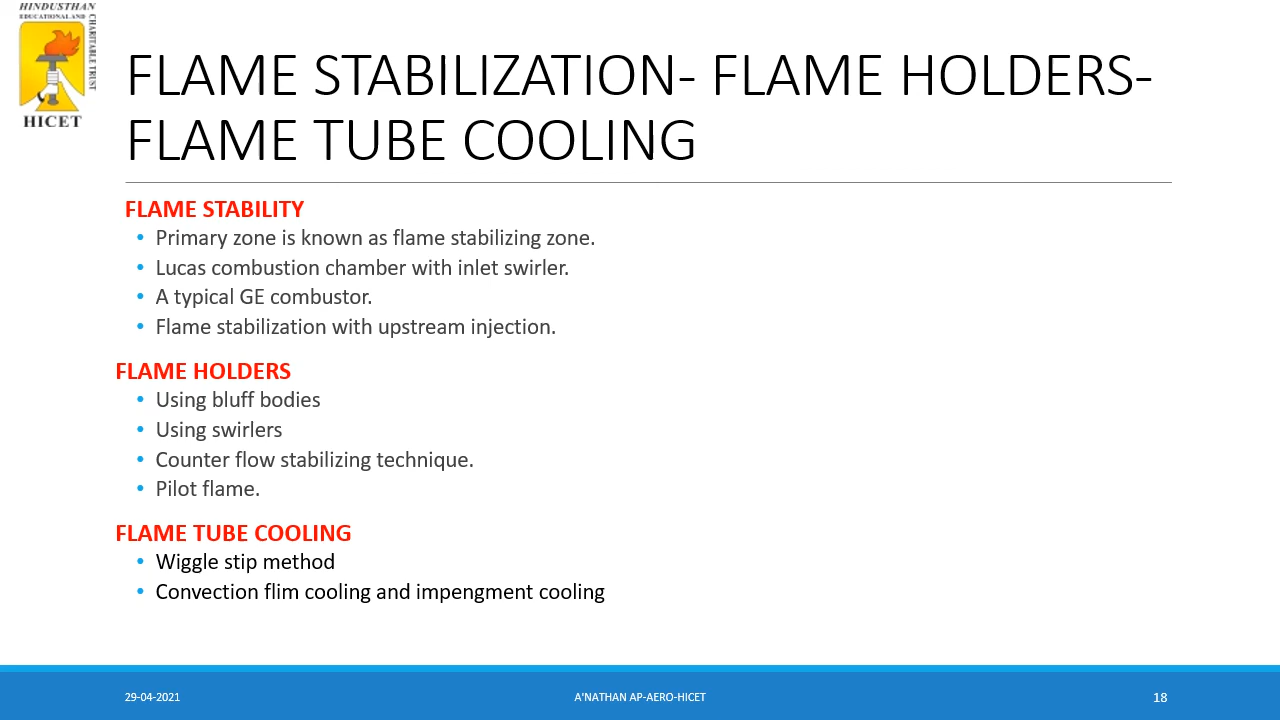 HINDUSTHAN
EDUCATIONAL AND
CHARITABLE TRUST
HICET
FLAME STABILIZATION- FLAME HOLDERS-
FLAME TUBE COOLING
FLAME STABILITY
• Primary zone is known as flame stabilizing zone.
• Lucas combustion chamber with inlet swirler.
• A typical GE combustor.
• Flame stabilization with upstream injection.
FLAME HOLDERS
• Using bluff bodies
• Using swirlers
• Counter flow stabilizing technique.
• Pilot flame.
FLAME TUBE COOLING
• Wiggle stip method
• Convection flim cooling and impengment cooling
29-04-2021
A'NATHAN AP-AERO-HICET
18